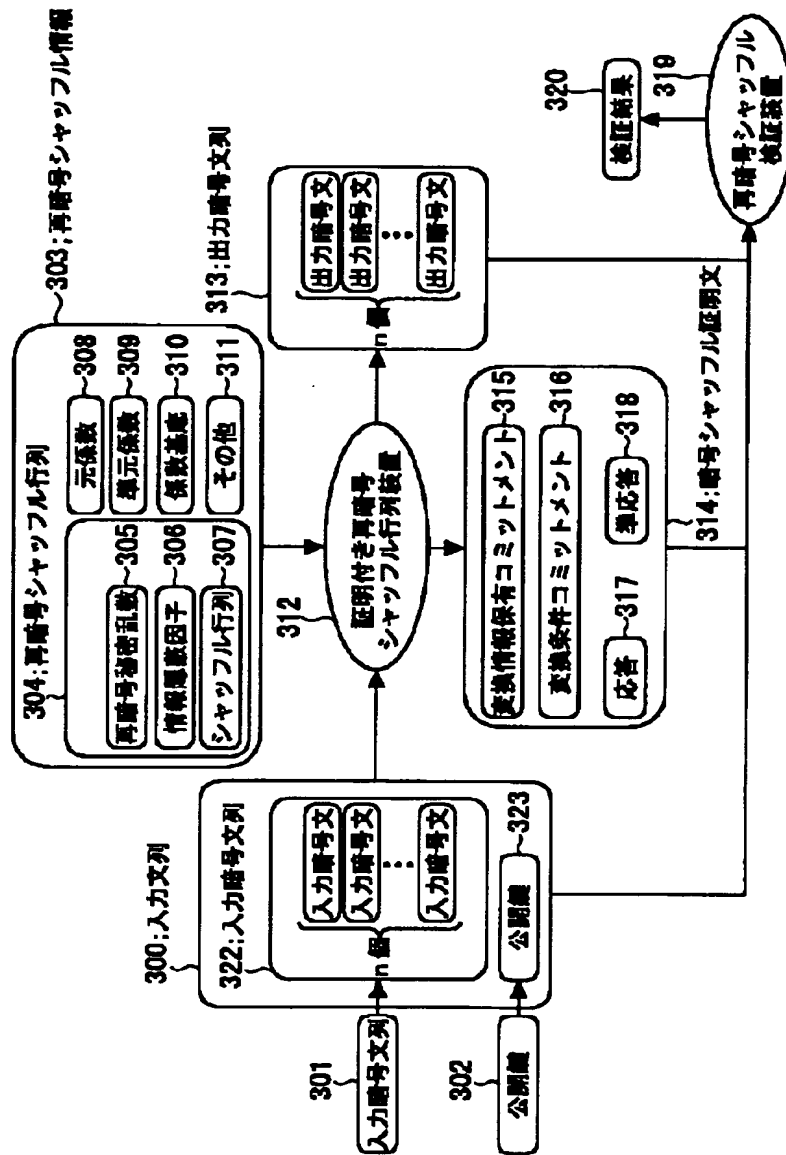 303;再暗号シャッフル情報
304;再暗号シャッフル行列
再暗号秘密乱数
305
情報隠蔽因子
306
シャッフル行列
307
元係数
308
準元係数
309
係数基底
310
その他
311
300;入力文列
322;入力暗号文列
入力暗号文
入力暗号文
入力暗号文
n個
公開鍵
323
入力暗号文列
301
公開鍵
302
証明付き再暗号
シャッフル行列装置
312
313;出力暗号文列
出力暗号文
出力暗号文
出力暗号文
n個
変換情報保有コミットメント
315
変換条件コミットメント
316
応答
317
準応答
318
314;暗号シャッフル証明文
再暗号シャッフル
検証装置
319
検証結果
320